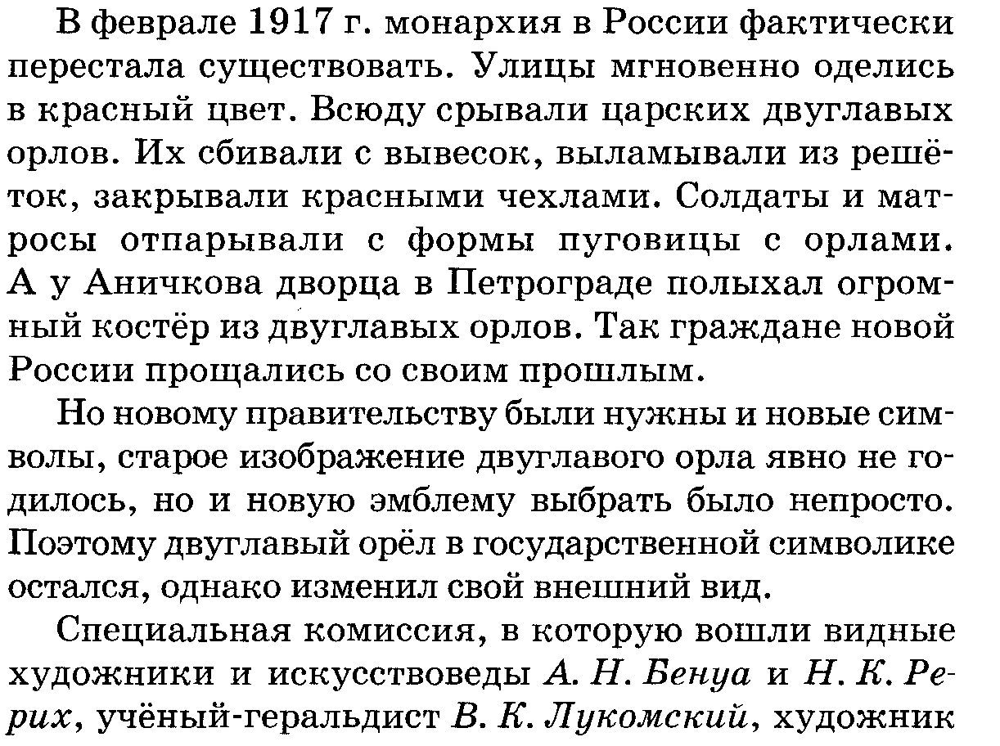 В феврале 1917 г. монархия в России фактически
перестала существовать. Улицы мгновенно оделись
в красный цвет. Всюду срывали царских двуглавых
орлов. Их сбивали с вывесок, выламывали из решё-
ток, закрывали красными чехлами. Солдаты и мат-
росы отпарывали с формы пуговицы с орлами.
А у Аничкова дворца в Петрограде полыхал огром-
ный костёр из двуглавых орлов. Так граждане новой
России прощались со своим прошлым.
Но новому правительству были нужны и новые сим-
волы, старое изображение двуглавого орла явно не го-
дилось, но и новую эмблему выбрать было непросто.
Поэтому двуглавый орёл в государственной символике
остался, однако изменил свой внешний вид.
Специальная комиссия, в которую вошли видные
художники и искусствоведы А. Н. Бенуа и Н. К. Ре-
рих, учёный-геральдист В. К. Лукомский, художник